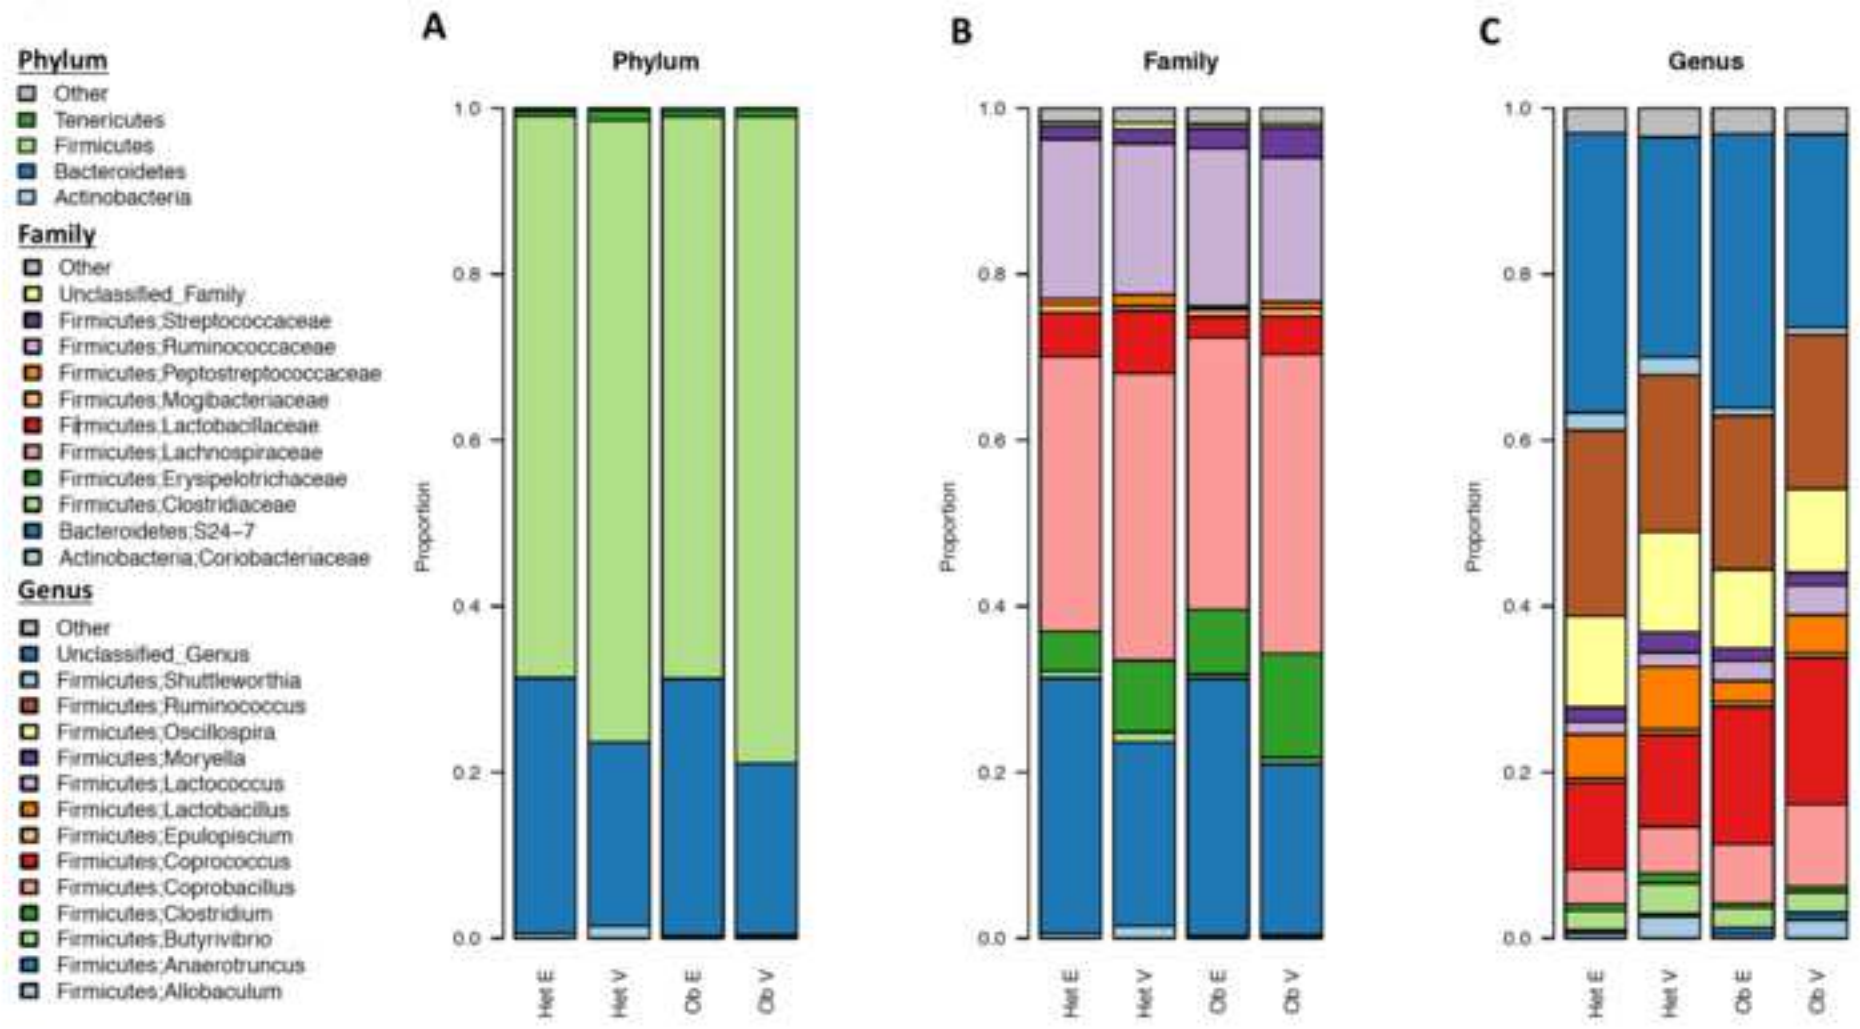 Phylum
Other
Tenericutes
Firmicutes
Bacteroidetes
Actinobacteria
Family
Other
Unclassified_Family
Firmicutes;Streptococcaceae
Firmicutes;Ruminococcaceae
Firmicutes;Peptostreptococcaceae
Firmicutes;Mogibacteriaceae
Firmicutes;Lactobacillaceae
Firmicutes;Lachnospiraceae
Firmicutes;Erysipelotrichaceae
Firmicutes;Clostridiaceae
Bacteroidetes;S24-7
Actinobacteria;Coriobacteriaceae
Genus
Other
Unclassified_Genus
Firmicutes;Shuttleworthia
Firmicutes;Ruminococcus
Firmicutes;Oscillospira
Firmicutes;Moryella
Firmicutes;Lactococcus
Firmicutes;Lactobacillus
Firmicutes;Epulopiscium
Firmicutes;Coprococcus
Firmicutes;Coprobacillus
Firmicutes;Clostridium
Firmicutes;Butyrivibrio
Firmicutes;Anaerotruncus
Firmicutes;Allobaculum
A
Phylum
1.0
0.8
0.6
0.4
0.2
0.0
Proportion
Het E
Het V
Ob E
Ob V
B
Family
1.0
0.8
0.6
0.4
0.2
0.0
Proportion
Het E
Het V
Ob E
Ob V
C
Genus
1.0
0.8
0.6
0.4
0.2
0.0
Proportion
Het E
Het V
Ob E
Ob V